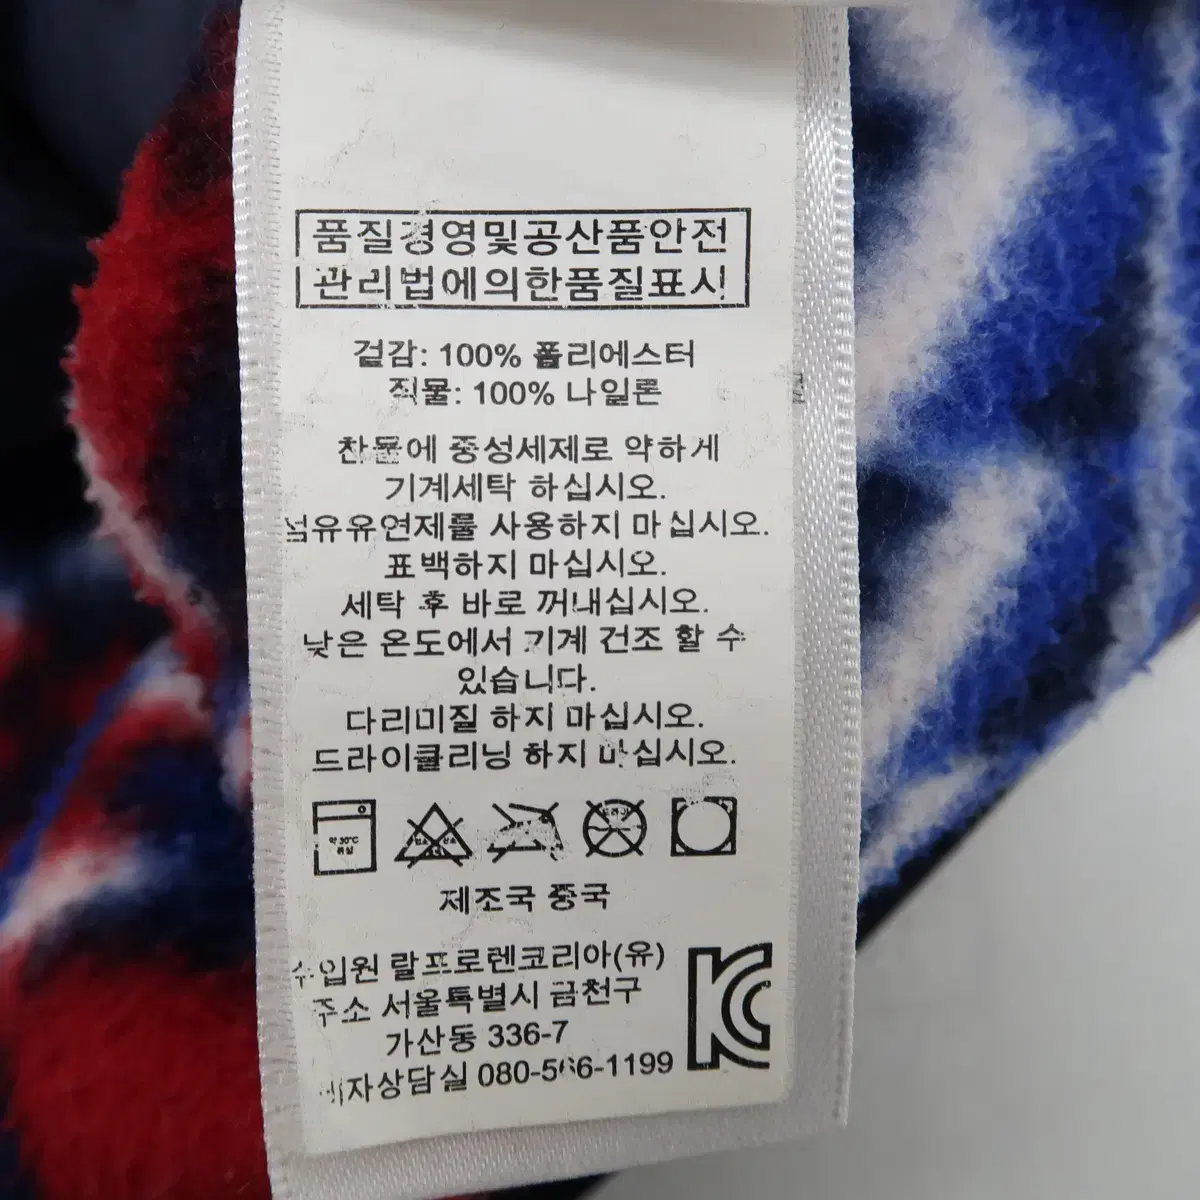 품질경영및공산품안전
관리법에의한품질표시
겉감: 100% 폴리에스터
직물: 100% 나일론
찬물에 중성세제로 약하게
기계세탁 하십시오.
섬유유연제를 사용하지 마십시오.
표백하지 마십시오.
세탁 후 바로 꺼내십시오.
낮은 온도에서 기계 건조 할 수
있습니다.
다리미질 하지 마십시오.
드라이클리닝 하지 마십시오.
약 30°C
제조국 중국
수입원 랄프로렌코리아(유)
주소 서울특별시 금천구
가산동 336-7
080-566-1199
KC